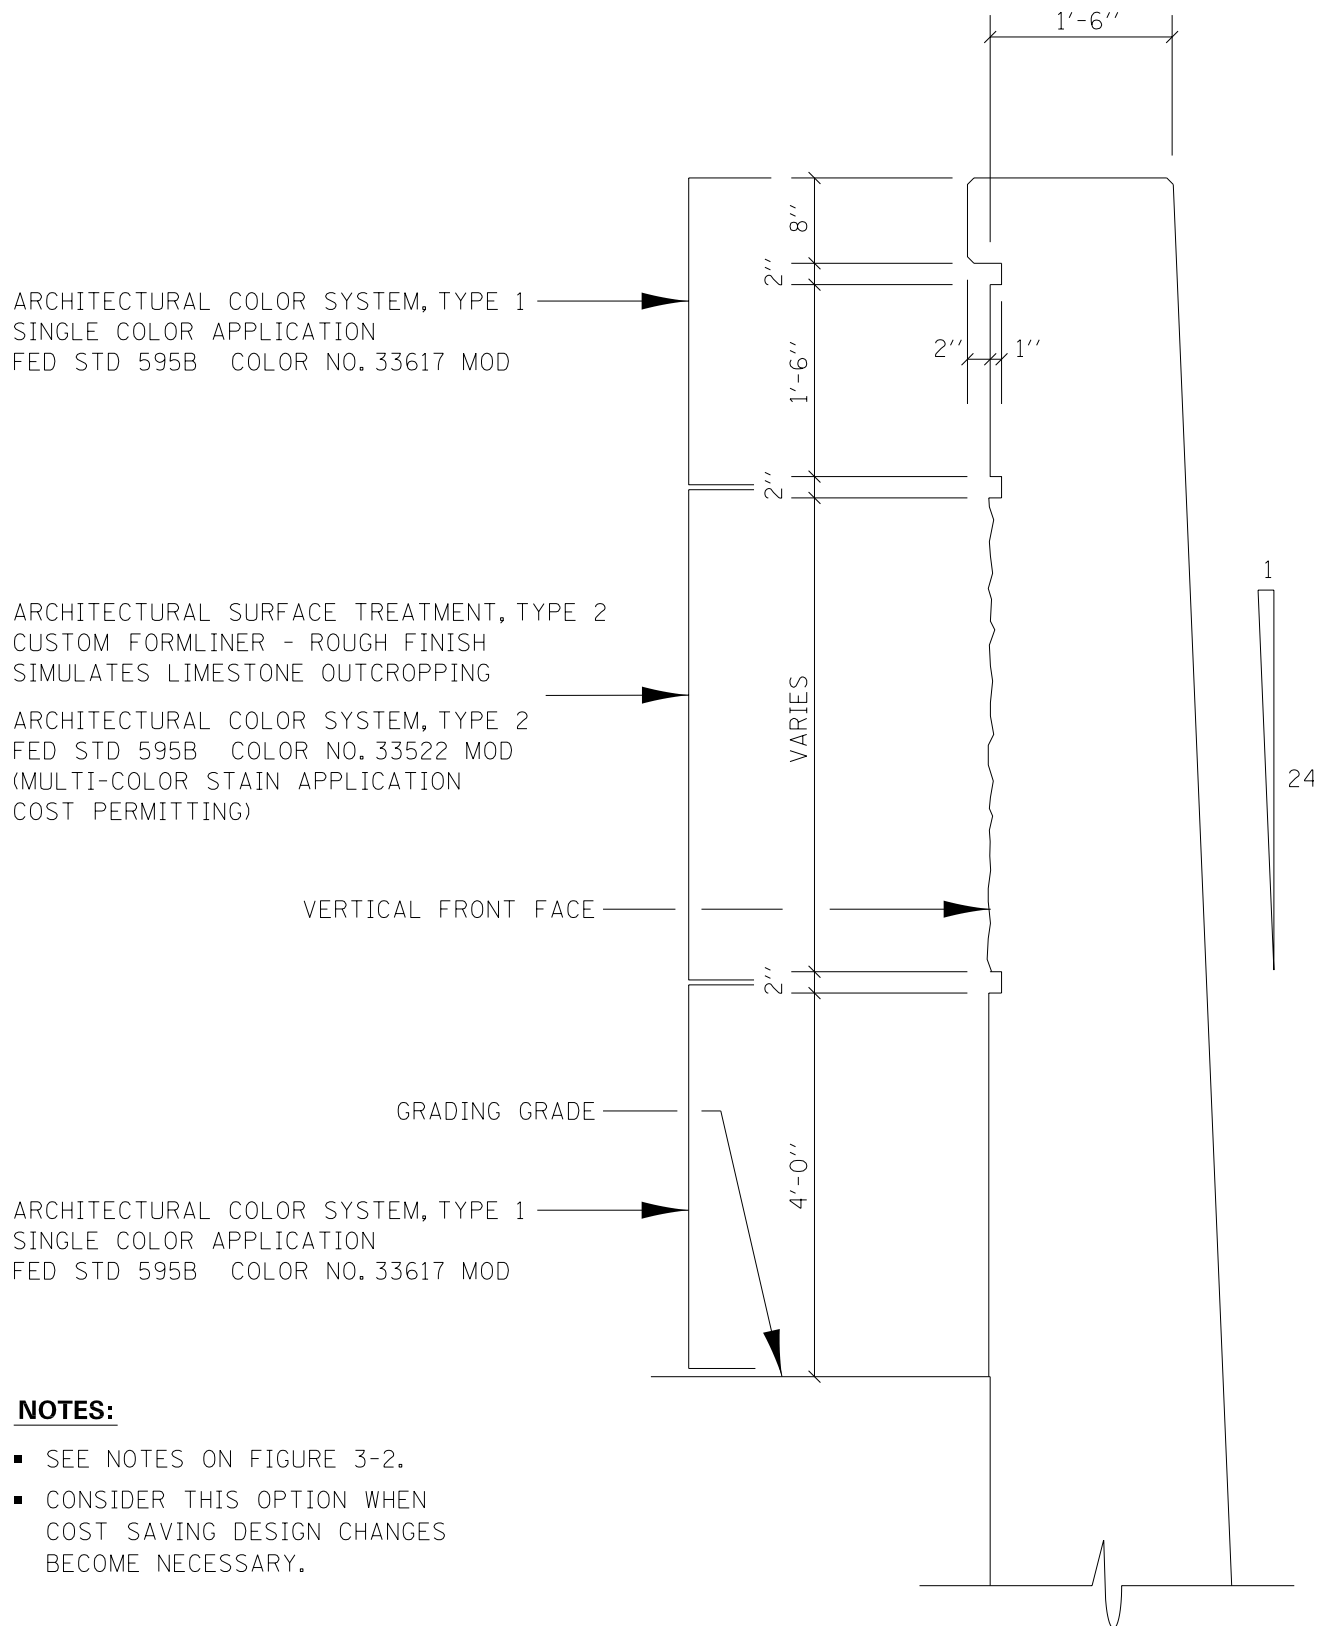 1'-6''
8''
2''
ARCHITECTURAL COLOR SYSTEM, TYPE 1
SINGLE COLOR APPLICATION
FED STD 595B COLOR NO. 33617 MOD
1'-6''
2'' 1''
2''
ARCHITECTURAL SURFACE TREATMENT, TYPE 2
CUSTOM FORMLINER - ROUGH FINISH
SIMULATES LIMESTONE OUTCROPPING
ARCHITECTURAL COLOR SYSTEM, TYPE 2
FED STD 595B COLOR NO. 33522 MOD
(MULTI-COLOR STAIN APPLICATION
COST PERMITTING)
VARIES
1
24
VERTICAL FRONT FACE
2''
GRADING GRADE
4'-0''
ARCHITECTURAL COLOR SYSTEM, TYPE 1
SINGLE COLOR APPLICATION
FED STD 595B COLOR NO. 33617 MOD
NOTES:
▪ SEE NOTES ON FIGURE 3-2.
▪ CONSIDER THIS OPTION WHEN
COST SAVING DESIGN CHANGES
BECOME NECESSARY.